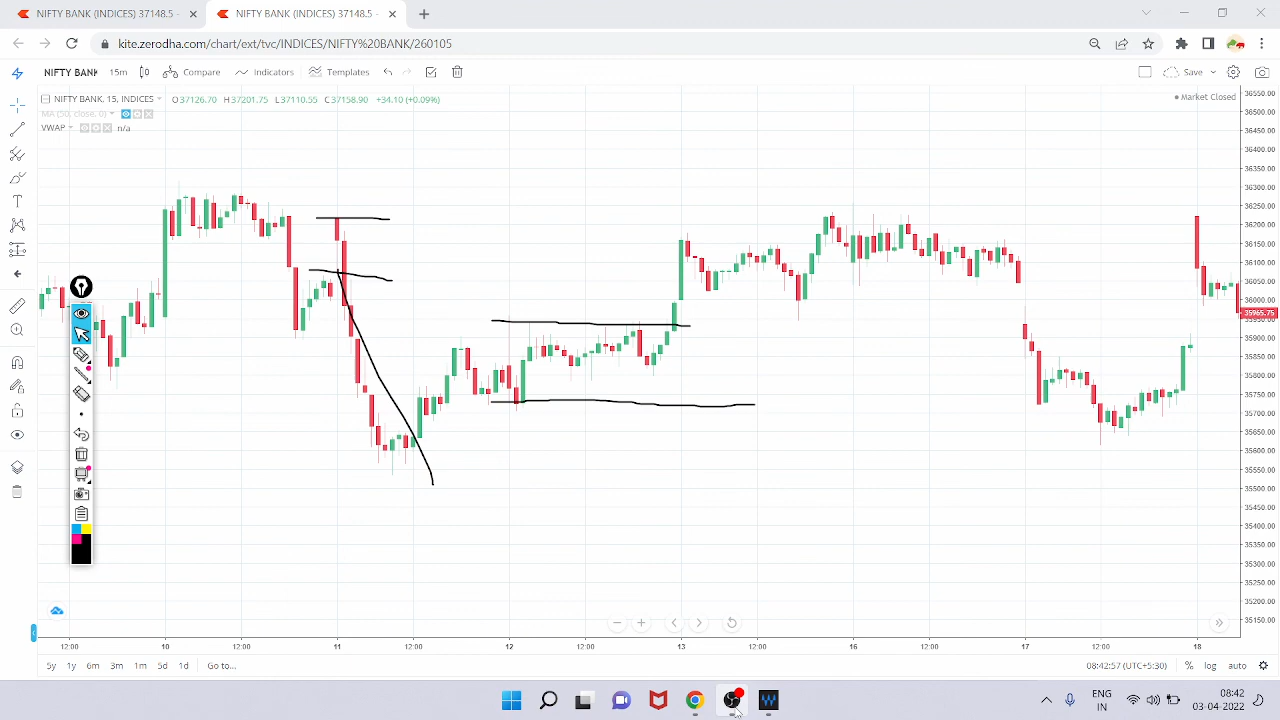 NIFTY BANK (INDICES) 37148.5
NIFTY BANK (INDICES) 37148.5
kite.zerodha.com/chart/ext/tvc/INDICES/NIFTY%20BANK/260105
NIFTY BANK 15m Compare Indicators Templates Save
NIFTY BANK, 15, INDICES O37126.70 H37201.75 L37110.55 C37158.90 +34.10 (+0.09%)
Market Closed
MA (50, close, 0)
VWAP n/a
36550.00
36500.00
36450.00
36400.00
36350.00
36300.00
36250.00
36200.00
36150.00
36100.00
36050.00
36000.00
35965.75
35950.00
35900.00
35850.00
35800.00
35750.00
35700.00
35650.00
35600.00
35550.00
35500.00
35450.00
35400.00
35350.00
35300.00
35250.00
35200.00
35150.00
12:00 10 12:00 11 12:00 12 12:00 13 12:00 16 12:00 17 12:00 18
5y 1y 6m 3m 1m 5d 1d Go to... 08:42:57 (UTC+5:30) % log auto
ENG
IN
08:42
03-04-2022